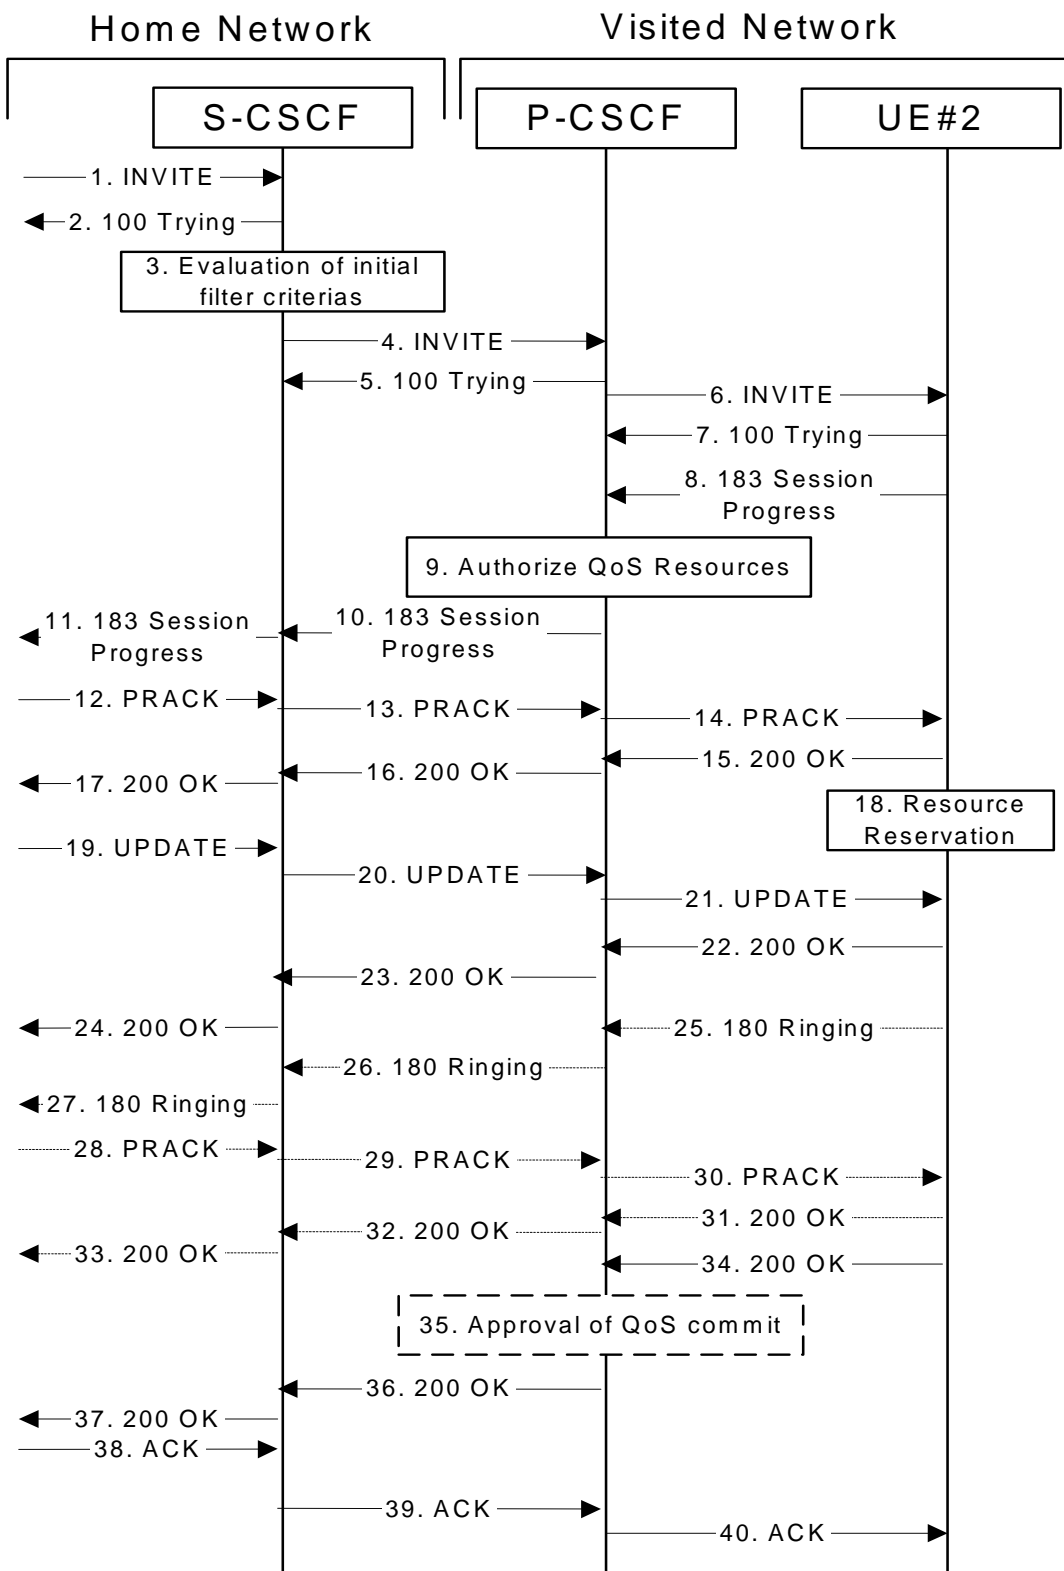 Home Network
Visited Network
S-CSCF
P-CSCF
UE#2
1. INVITE
2. 100 Trying
3. Evaluation of initial
filter criterias
4. INVITE
5. 100 Trying
6. INVITE
7. 100 Trying
8. 183 Session
Progress
9. Authorize QoS Resources
10. 183 Session
Progress
11. 183 Session
Progress
12. PRACK
13. PRACK
14. PRACK
15. 200 OK
16. 200 OK
17. 200 OK
18. Resource
Reservation
19. UPDATE
20. UPDATE
21. UPDATE
22. 200 OK
23. 200 OK
24. 200 OK
25. 180 Ringing
26. 180 Ringing
27. 180 Ringing
28. PRACK
29. PRACK
30. PRACK
31. 200 OK
32. 200 OK
33. 200 OK
34. 200 OK
35. Approval of QoS commit
36. 200 OK
37. 200 OK
38. ACK
39. ACK
40. ACK